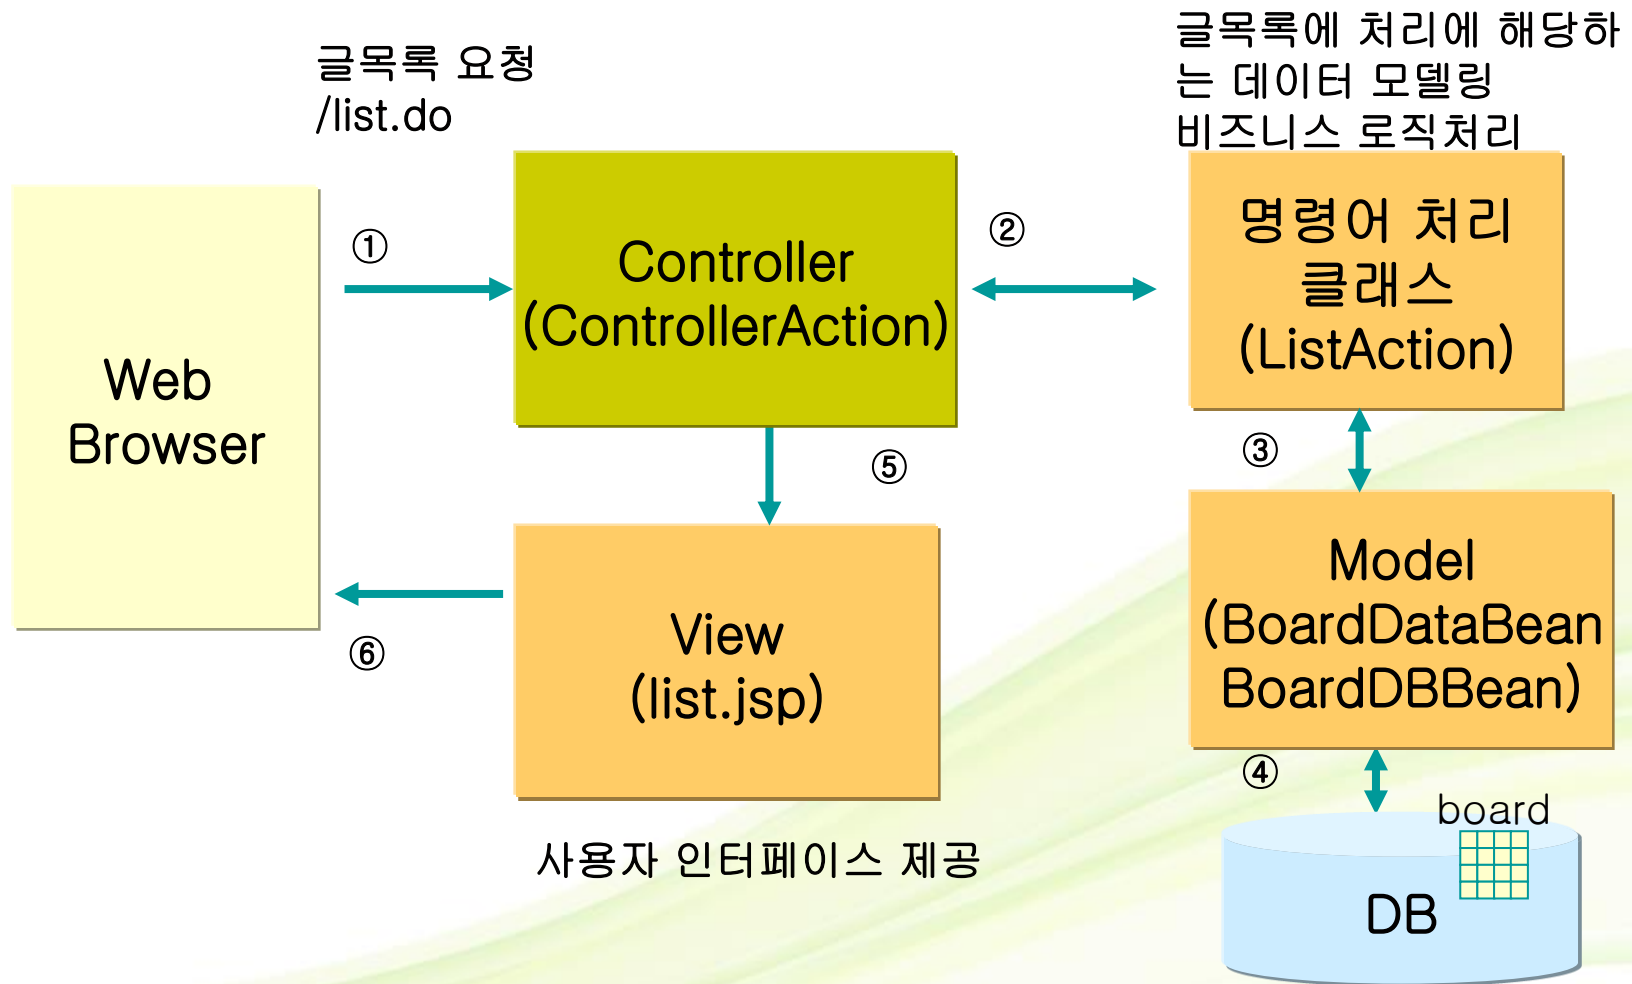 글목록 요청
/list.do
글목록에 처리에 해당하
는 데이터 모델링
비즈니스 로직처리
Web
Browser
①
Controller
(ControllerAction)
②
명령어 처리
클래스
(ListAction)
③
⑤
Model
(BoardDataBean
BoardDBBean)
View
(list.jsp)
⑥
④
board
DB
사용자 인터페이스 제공